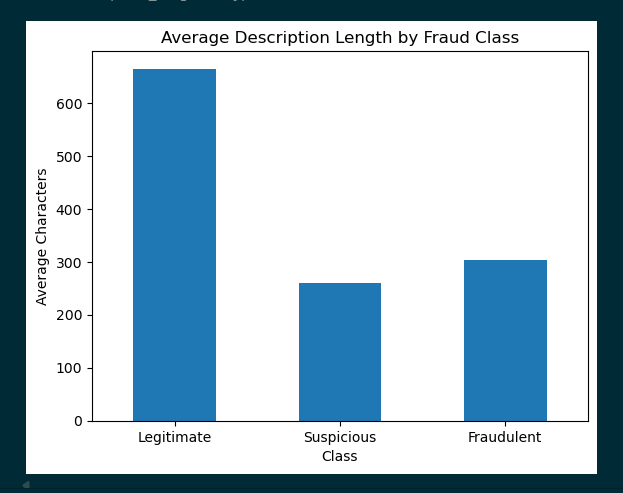 Average Description Length by Fraud Class
Average Characters
600
500
400
300
200
100
0
Legitimate Suspicious Fraudulent
Class